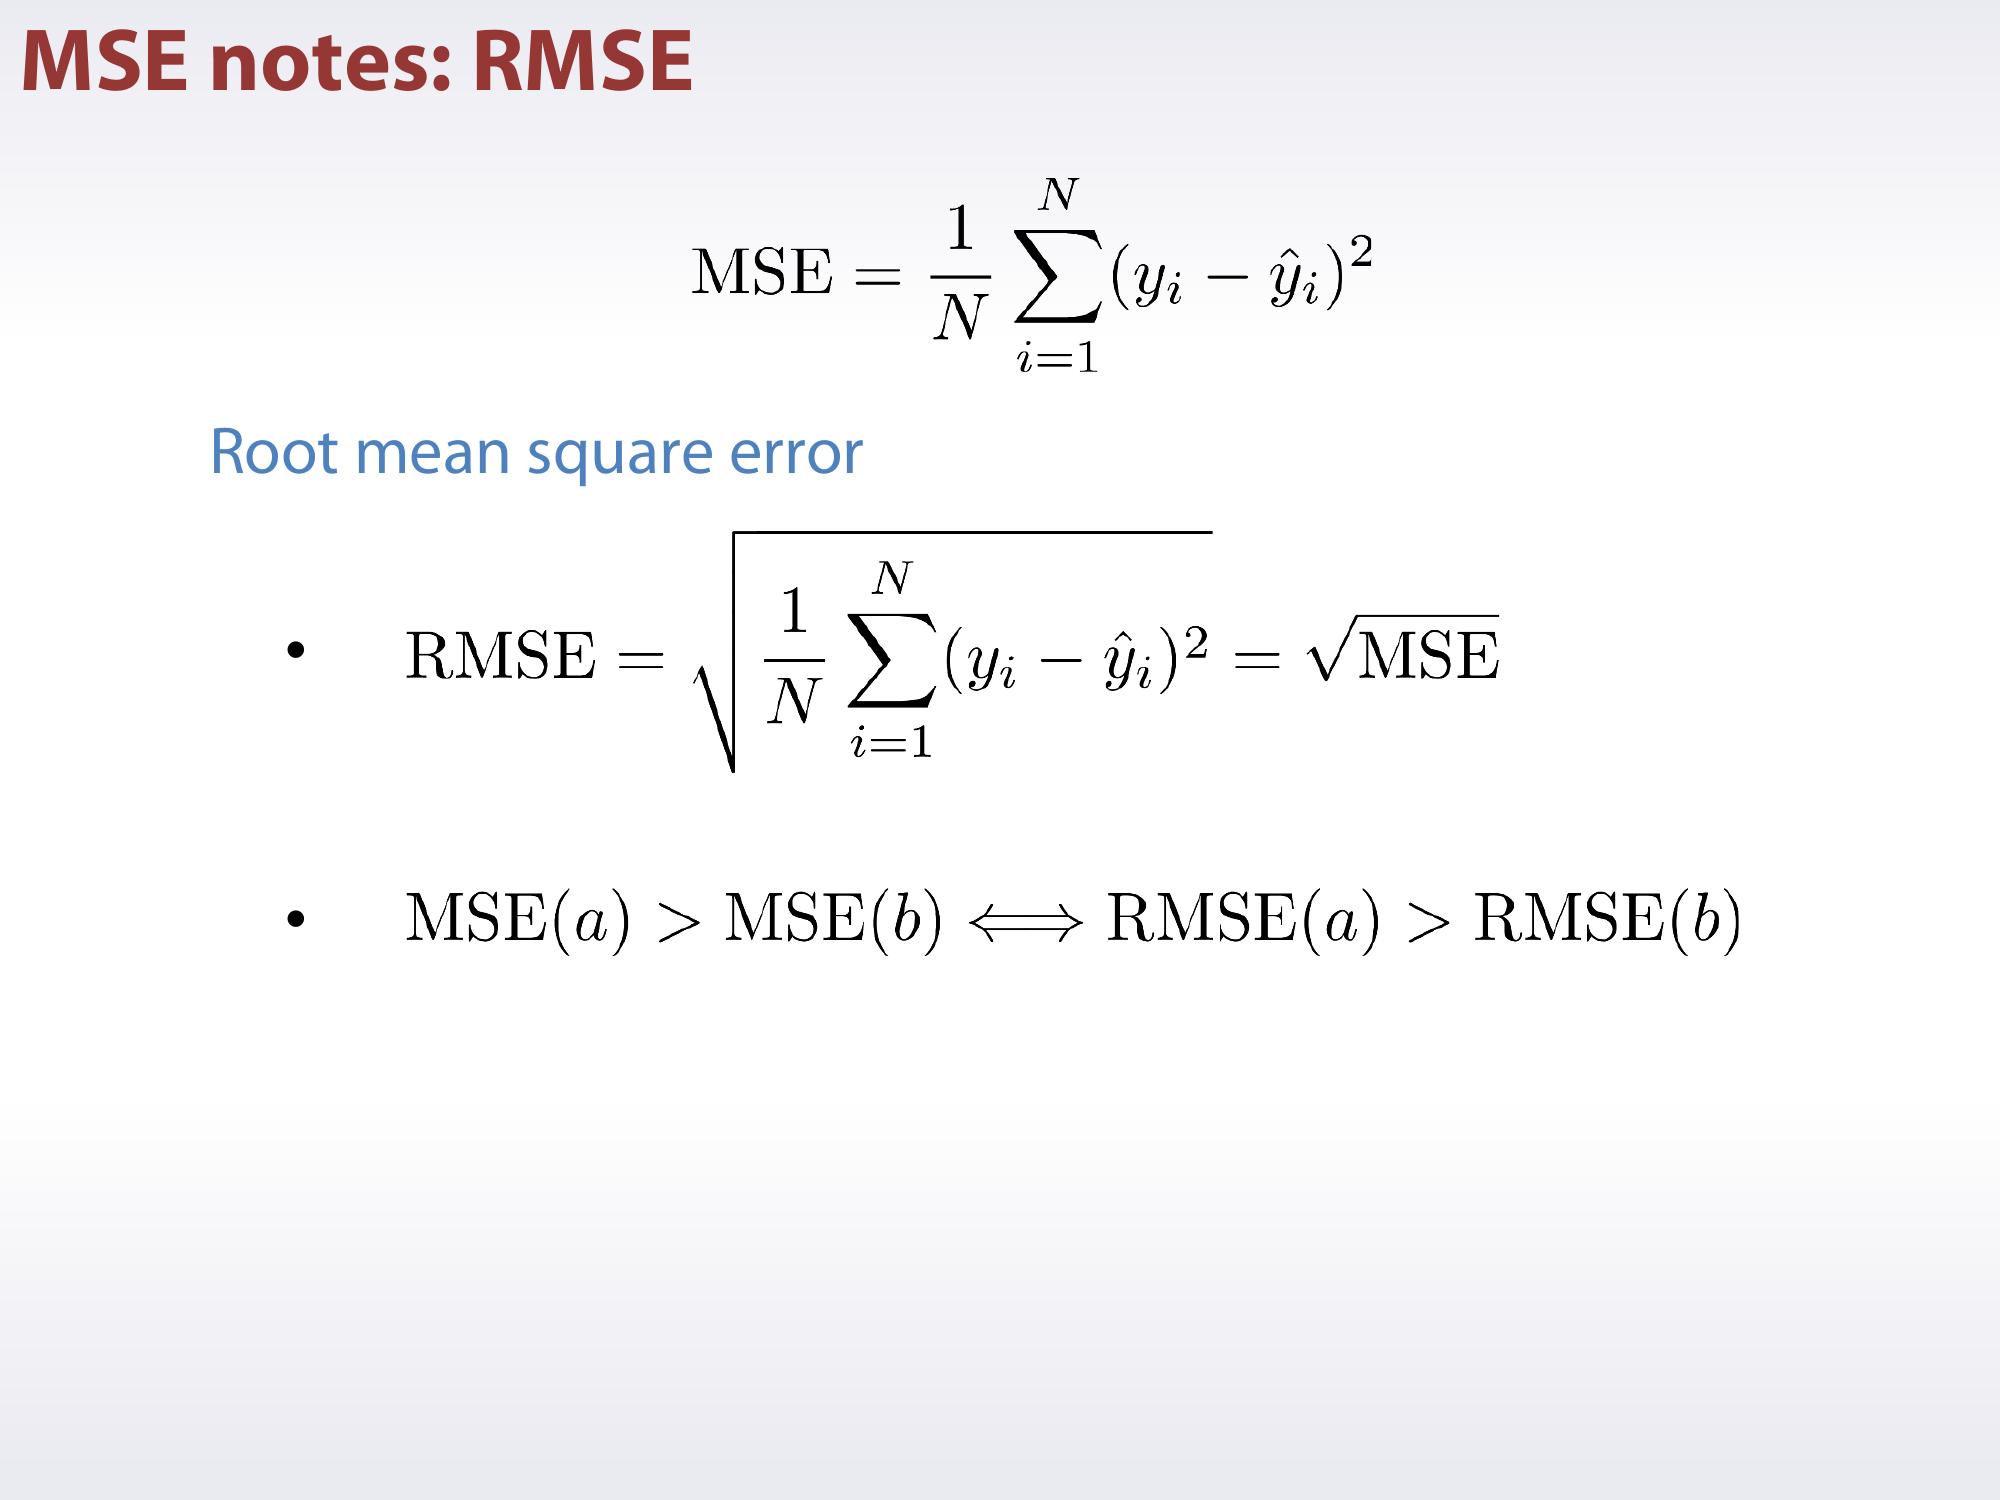 MSE notes: RMSE
$\mathrm{MSE} = \frac{1}{N} \sum_{i=1}^{N} (y_i - \hat{y}_i)^2$
Root mean square error
• $\mathrm{RMSE} = \sqrt{\frac{1}{N} \sum_{i=1}^{N} (y_i - \hat{y}_i)^2} = \sqrt{\mathrm{MSE}}$
• $\mathrm{MSE}(a) > \mathrm{MSE}(b) \Longleftrightarrow \mathrm{RMSE}(a) > \mathrm{RMSE}(b)$